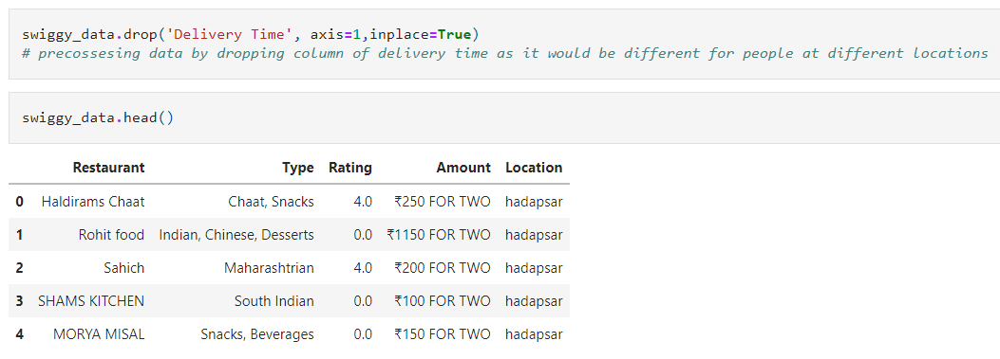 swiggy_data.drop('Delivery Time', axis=1,inplace=True)
# precossesing data by dropping column of delivery time as it would be different for people at different locations
swiggy_data.head()
Restaurant Type Rating Amount Location
0 Haldirams Chaat Chaat, Snacks 4.0 ₹250 FOR TWO hadapsar
1 Rohit food Indian, Chinese, Desserts 0.0 ₹1150 FOR TWO hadapsar
2 Sahich Maharashtrian 4.0 ₹200 FOR TWO hadapsar
3 SHAMS KITCHEN South Indian 0.0 ₹100 FOR TWO hadapsar
4 MORYA MISAL Snacks, Beverages 0.0 ₹150 FOR TWO hadapsar